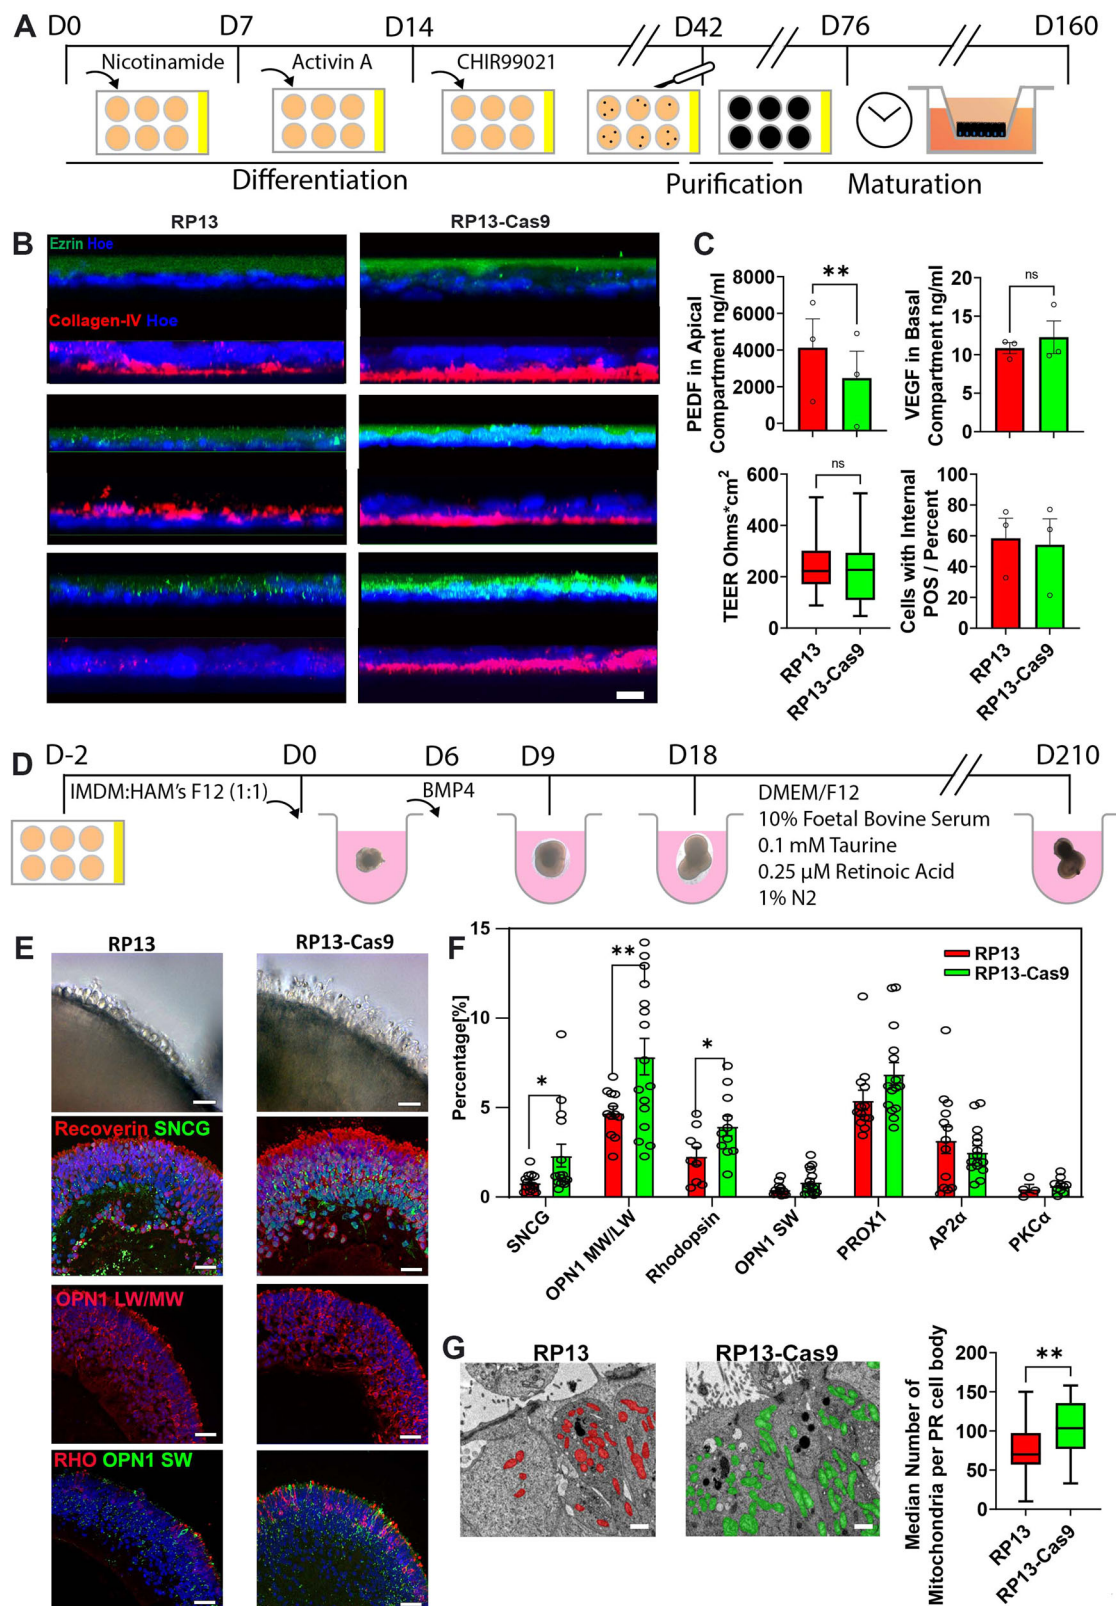 A
D0 D7 D14 D42 D76 D160
Nicotinamide Activin A CHIR99021
Differentiation Purification Maturation
B
RP13 RP13-Cas9
Ezrin Hoe
Collagen-IV Hoe
C
PEDF in Apical
Compartment ng/ml
8000
6000
4000
2000
0
**
VEGF in Basal
Compartment ng/ml
20
15
10
5
0
ns
TEER Ohms*cm2
600
400
200
0
ns
RP13
RP13-Cas9
Cells with Internal
POS / Percent
100
80
60
40
20
0
RP13
RP13-Cas9
D
D-2 D0 D6 D9 D18 D210
IMDM:HAM's F12 (1:1) BMP4
DMEM/F12
10% Foetal Bovine Serum
0.1 mM Taurine
0.25 μM Retinoic Acid
1% N2
E
RP13 RP13-Cas9
Recoverin SNCG
OPN1 LW/MW
RHO OPN1 SW
F
Percentage[%]
15
10
5
0
* ** *
RP13
RP13-Cas9
SNCG
OPN1 MW/LW
Rhodopsin
OPN1 SW
PROX1
AP2α
PKCα
G
RP13 RP13-Cas9
Median Number of
Mitochondria per PR cell body
200
150
100
50
0
**
RP13
RP13-Cas9